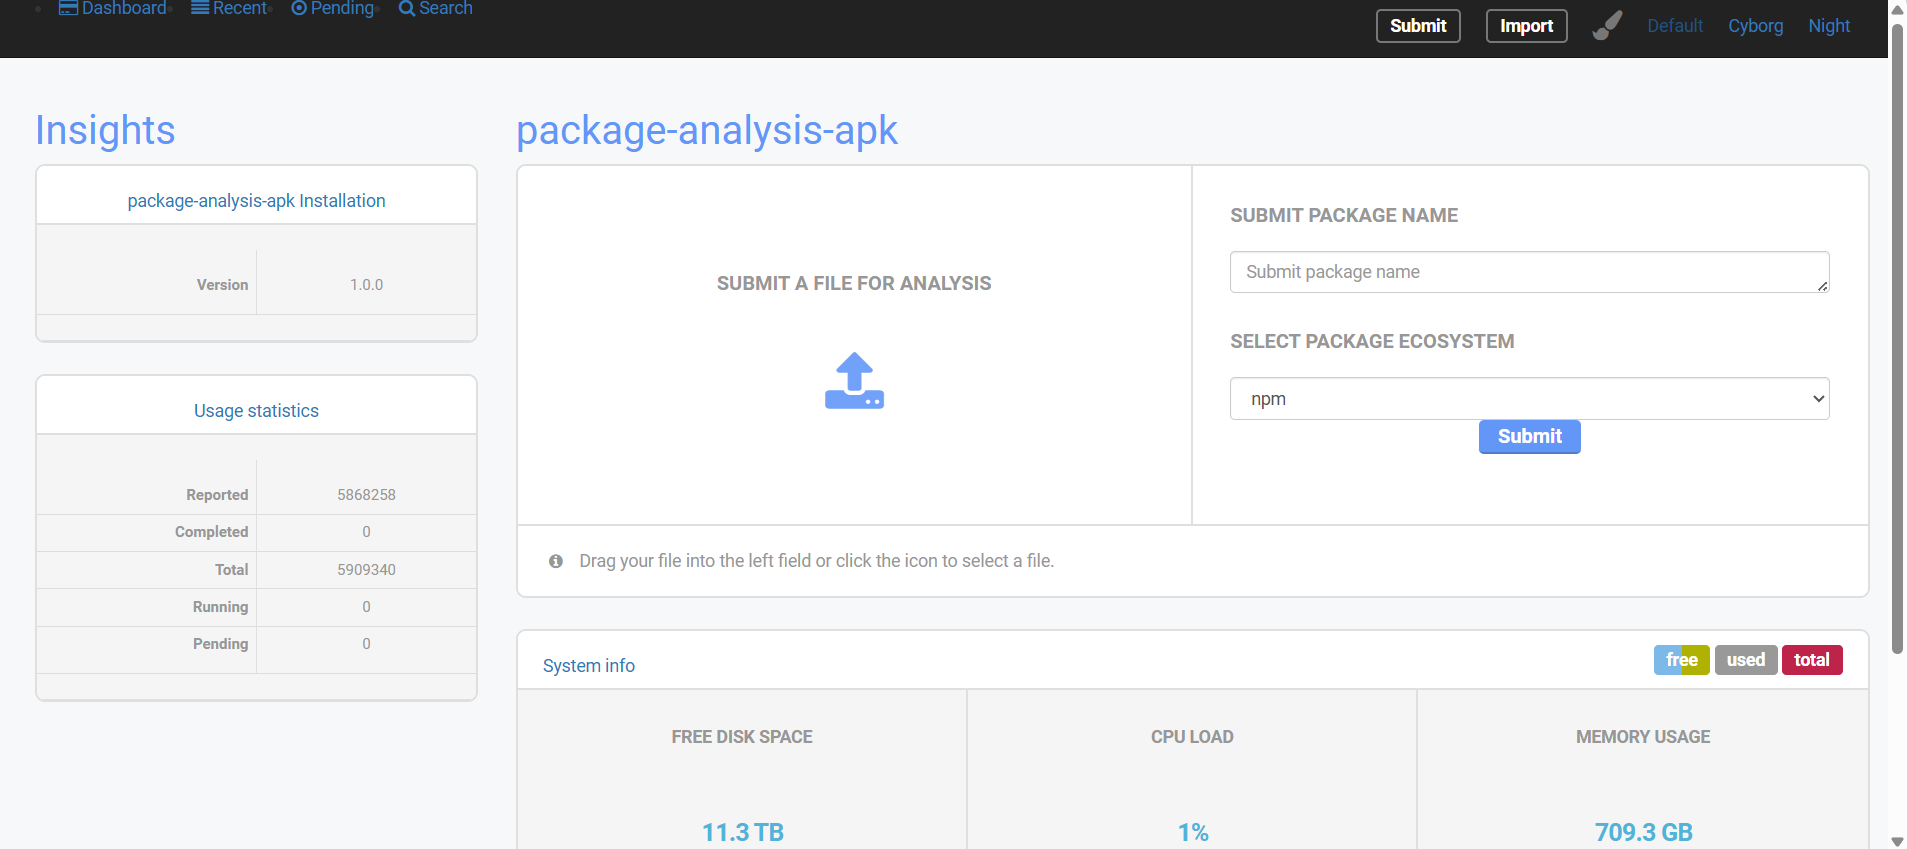 Dashboard Recent Pending Search
Submit Import Default Cyborg Night
Insights
package-analysis-apk Installation
Version 1.0.0
Usage statistics
Reported 5868258
Completed 0
Total 5909340
Running 0
Pending 0
package-analysis-apk
SUBMIT A FILE FOR ANALYSIS
SUBMIT PACKAGE NAME
Submit package name
SELECT PACKAGE ECOSYSTEM
npm
Submit
Drag your file into the left field or click the icon to select a file.
System info
free used total
FREE DISK SPACE CPU LOAD MEMORY USAGE
11.3 TB 1% 709.3 GB